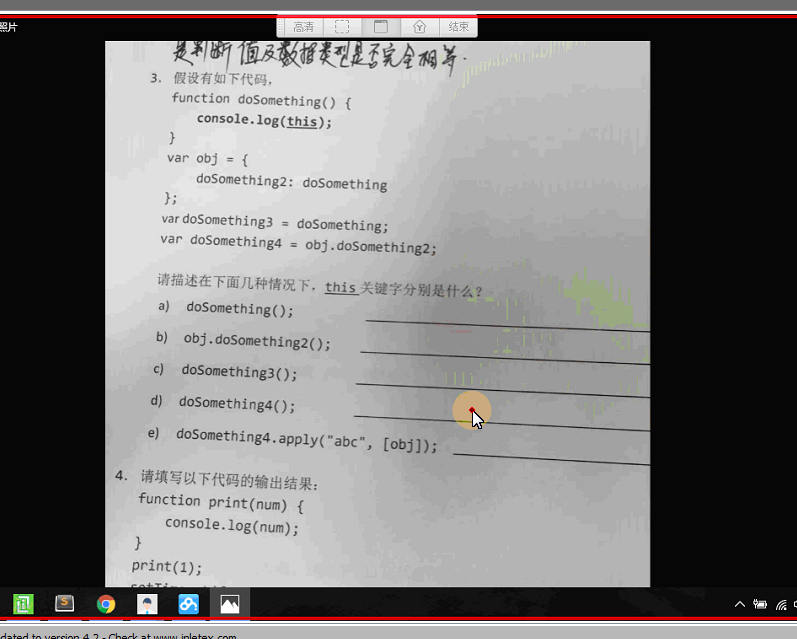 照片
高清
结束
是判断值及数据类型是否完全相等.
3. 假设有如下代码,
function doSomething() {
console.log(this);
}
var obj = {
doSomething2: doSomething
};
var doSomething3 = doSomething;
var doSomething4 = obj.doSomething2;
请描述在下面几种情况下, this 关键字分别是什么?
a) doSomething();
b) obj.doSomething2();
c) doSomething3();
d) doSomething4();
e) doSomething4.apply("abc", [obj]);
4. 请填写以下代码的输出结果:
function print(num) {
console.log(num);
}
print(1);
dated to version 4.2 - Check at www.inletex.com